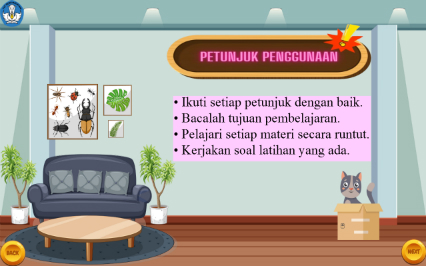 PETUNJUK PENGGUNAAN
• Ikuti setiap petunjuk dengan baik.
• Bacalah tujuan pembelajaran.
• Pelajari setiap materi secara runtut.
• Kerjakan soal latihan yang ada.
BACK
NEXT